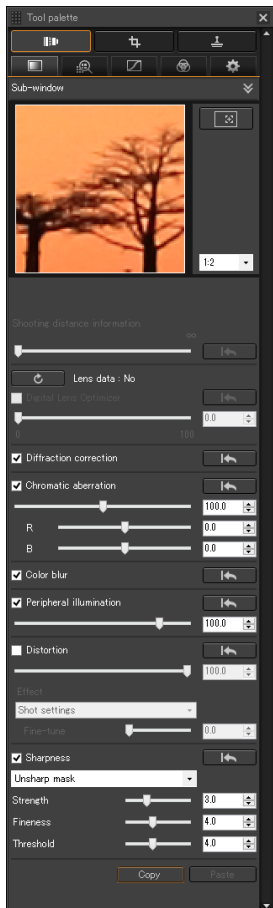 Tool palette
Sub-window
1:2
Shooting distance information
∞
Lens data : No
Digital Lens Optimizer
0.0
0 100
Diffraction correction
Chromatic aberration
100.0
R 0.0
B 0.0
Color blur
Peripheral illumination
100.0
Distortion
100.0
Effect
Shot settings
Fine-tune 0.0
Sharpness
Unsharp mask
Strength 3.0
Fineness 4.0
Threshold 4.0
Copy Paste